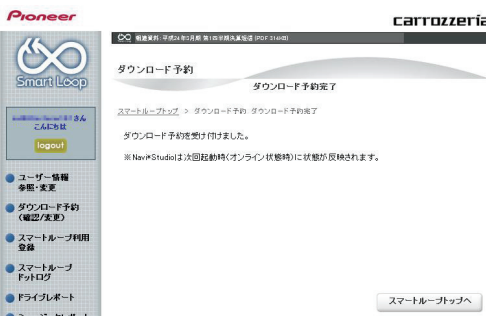 Pioneer
carrozzeria
ダウンロード予約
ダウンロード予約完了
Smart Loop
スマートループトップ > ダウンロード予約 ダウンロード予約完了
さん
こんにちは
logout
ダウンロード予約を受け付けました。
※Navi*Studioは次回起動時(オンライン状態時)に状態が反映されます。
ユーザー情報
参照・変更
ダウンロード予約
(確認/変更)
スマートループ利用
登録
スマートループ
ドットログ
ドライブレポート
スマートループトップへ